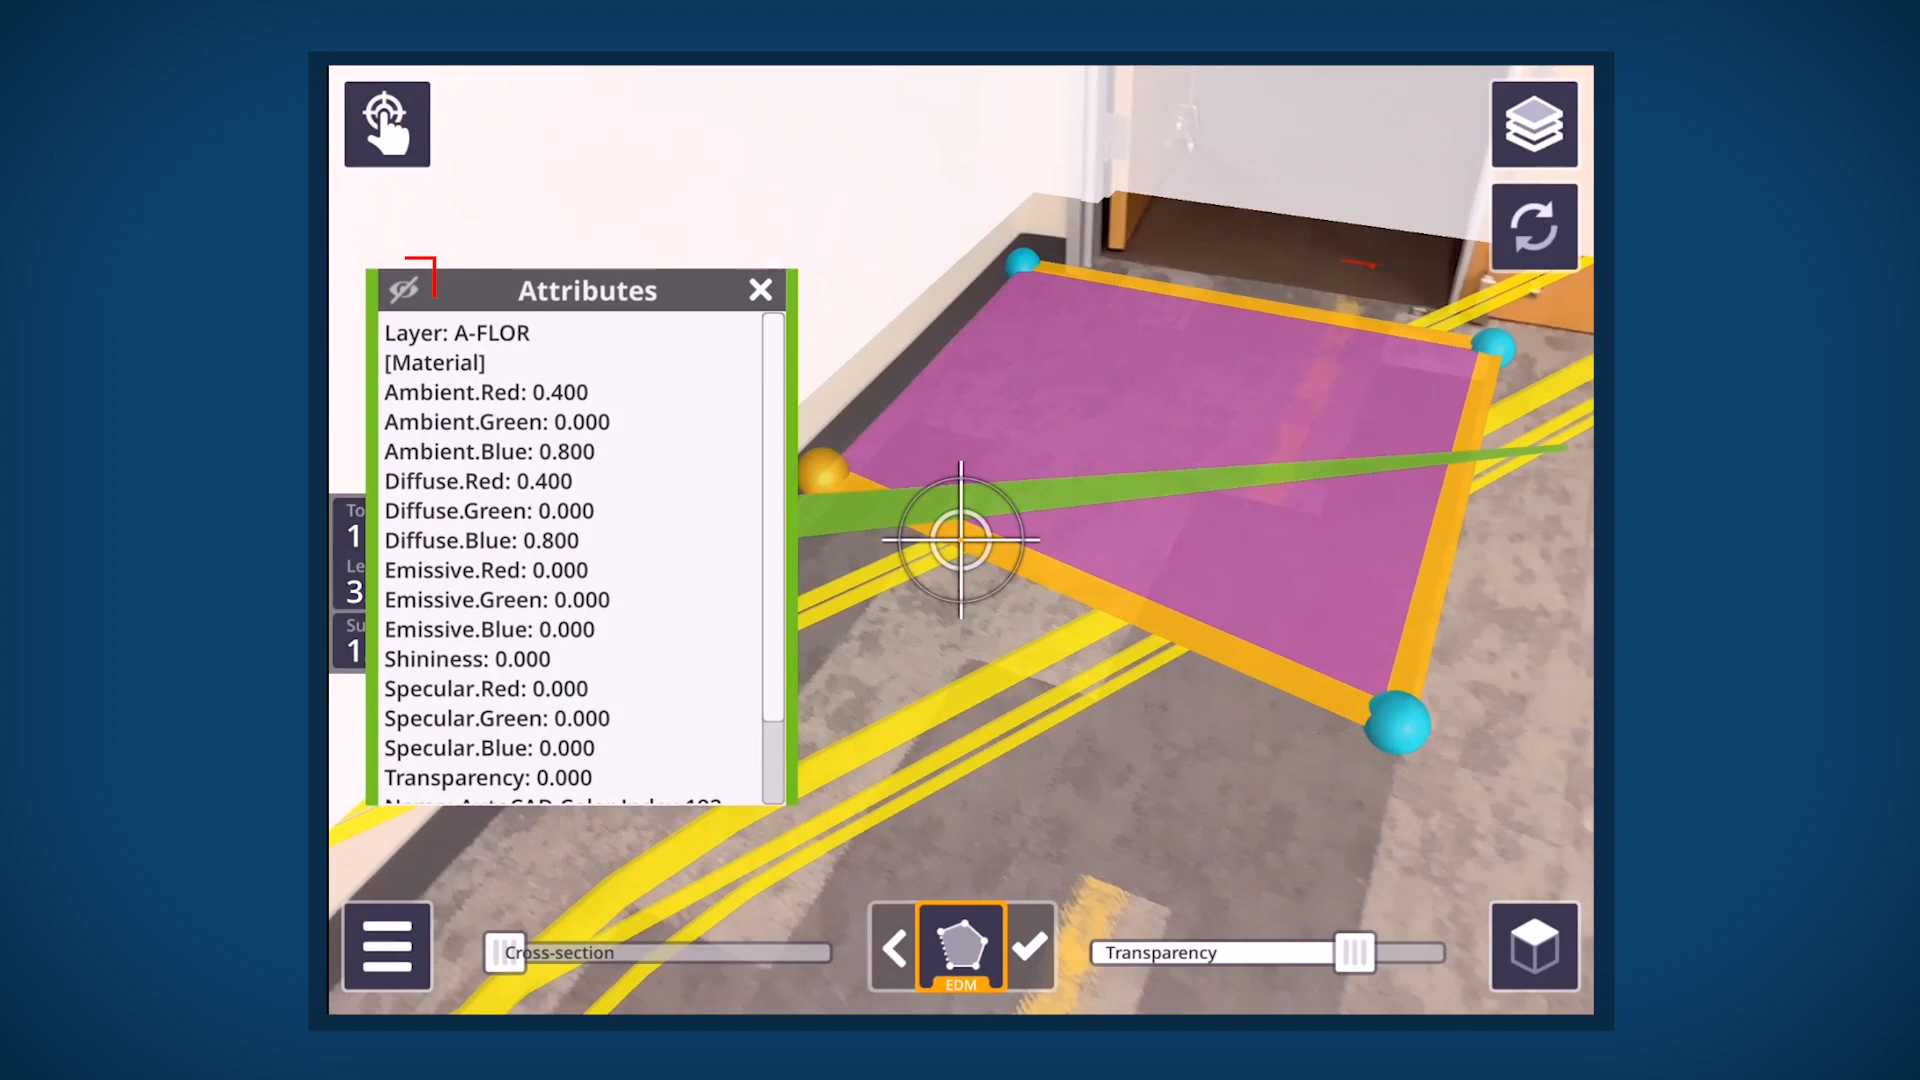 Attributes
Layer: A-FLOR
[Material]
Ambient.Red: 0.400
Ambient.Green: 0.000
Ambient.Blue: 0.800
Diffuse.Red: 0.400
Diffuse.Green: 0.000
Diffuse.Blue: 0.800
Emissive.Red: 0.000
Emissive.Green: 0.000
Emissive.Blue: 0.000
Shininess: 0.000
Specular.Red: 0.000
Specular.Green: 0.000
Specular.Blue: 0.000
Transparency: 0.000
To
1
Le
3
Su
1
Cross-section
EDM
Transparency